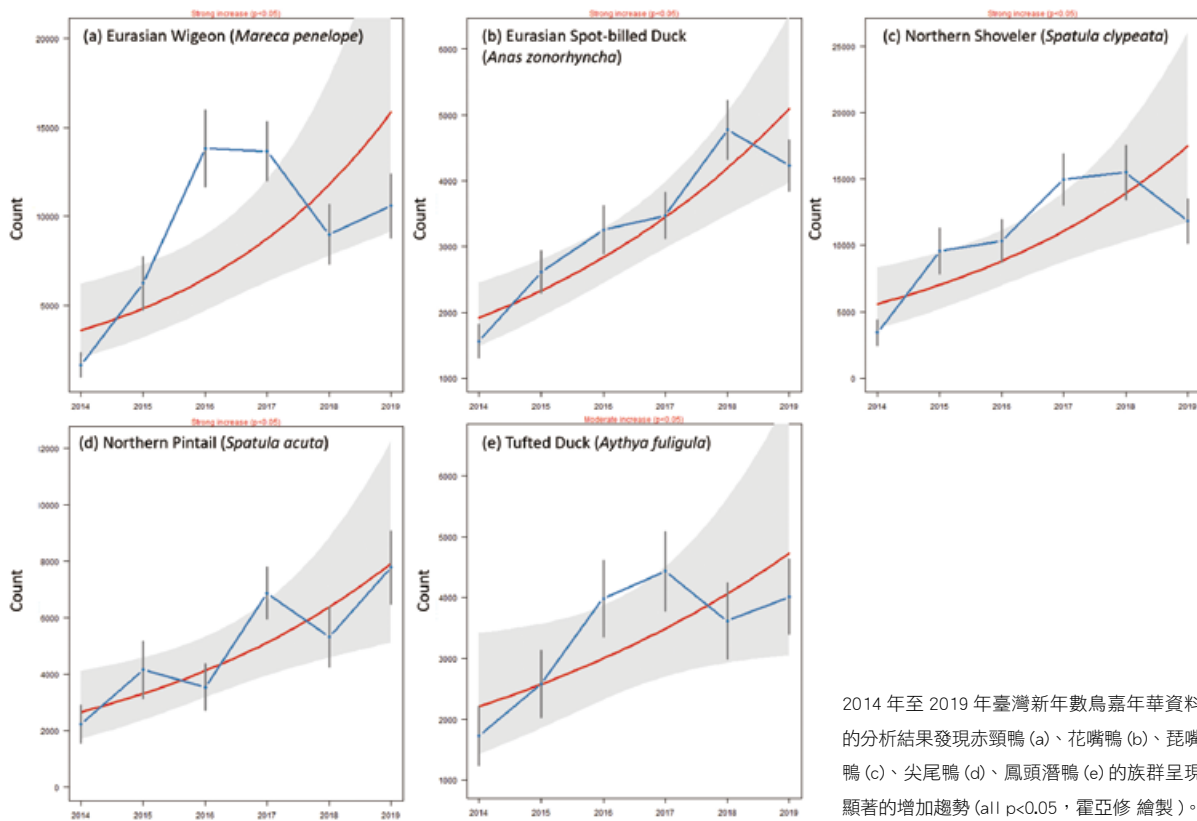 Strong increase (p<0.05)
(a) Eurasian Wigeon (Mareca penelope)
Count
20000
15000
10000
5000
2014 2015 2016 2017 2018 2019
Strong increase (p<0.05)
(b) Eurasian Spot-billed Duck
(Anas zonorhyncha)
Count
6000
5000
4000
3000
2000
1000
2014 2015 2016 2017 2018 2019
Strong increase (p<0.05)
(c) Northern Shoveler (Spatula clypeata)
Count
25000
20000
15000
10000
5000
0
2014 2015 2016 2017 2018 2019
Strong increase (p<0.05)
(d) Northern Pintail (Spatula acuta)
Count
12000
10000
8000
6000
4000
2000
0
2014 2015 2016 2017 2018 2019
Moderate increase (p<0.05)
(e) Tufted Duck (Aythya fuligula)
Count
6000
5000
4000
3000
2000
1000
2014 2015 2016 2017 2018 2019
2014 年至 2019 年臺灣新年數鳥嘉年華資料
的分析結果發現赤頸鴨 (a)、花嘴鴨 (b)、琵嘴
鴨 (c)、尖尾鴨 (d)、鳳頭潛鴨 (e) 的族群呈現
顯著的增加趨勢 (all p<0.05，霍亞修 繪製 )。